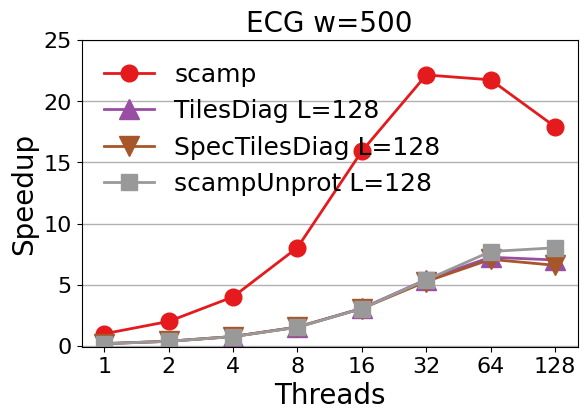 ECG w=500
25
20
15
10
5
0
Speedup
scamp
TilesDiag L=128
SpecTilesDiag L=128
scampUnprot L=128
1 2 4 8 16 32 64 128
Threads